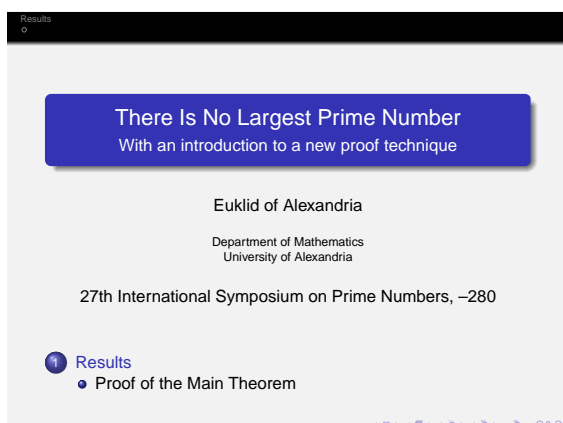 Results
There Is No Largest Prime Number
With an introduction to a new proof technique
Euklid of Alexandria
Department of Mathematics
University of Alexandria
27th International Symposium on Prime Numbers, –280
1 Results
Proof of the Main Theorem